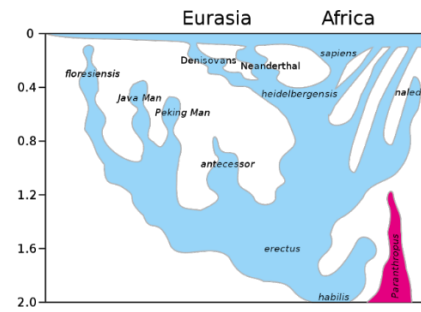 Eurasia Africa
0
sapiens
Denisovans Neanderthal
floresiensis
0.4
heidelbergensis naledi
Java Man
Peking Man
0.8
antecessor
1.2
erectus
1.6
Paranthropus
habilis
2.0